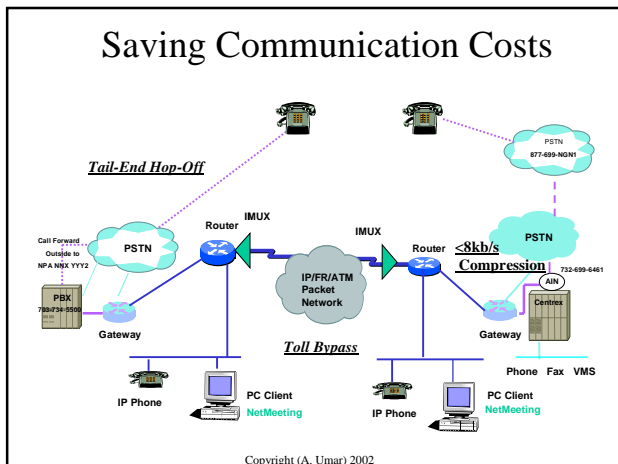 Saving Communication Costs
PSTN
877-699-NGN1
Tail-End Hop-Off
IMUX
IMUX
Router
Router
Call Forward
Outside to
NPA NNX YYY2
PSTN
PSTN
<8kb/s
Compression
732-699-6461
AIN
IP/FR/ATM
Packet
Network
PBX
703-734-5500
Centrex
Gateway
Gateway
Toll Bypass
Phone Fax VMS
IP Phone
PC Client
NetMeeting
IP Phone
PC Client
NetMeeting
Copyright (A. Umar) 2002